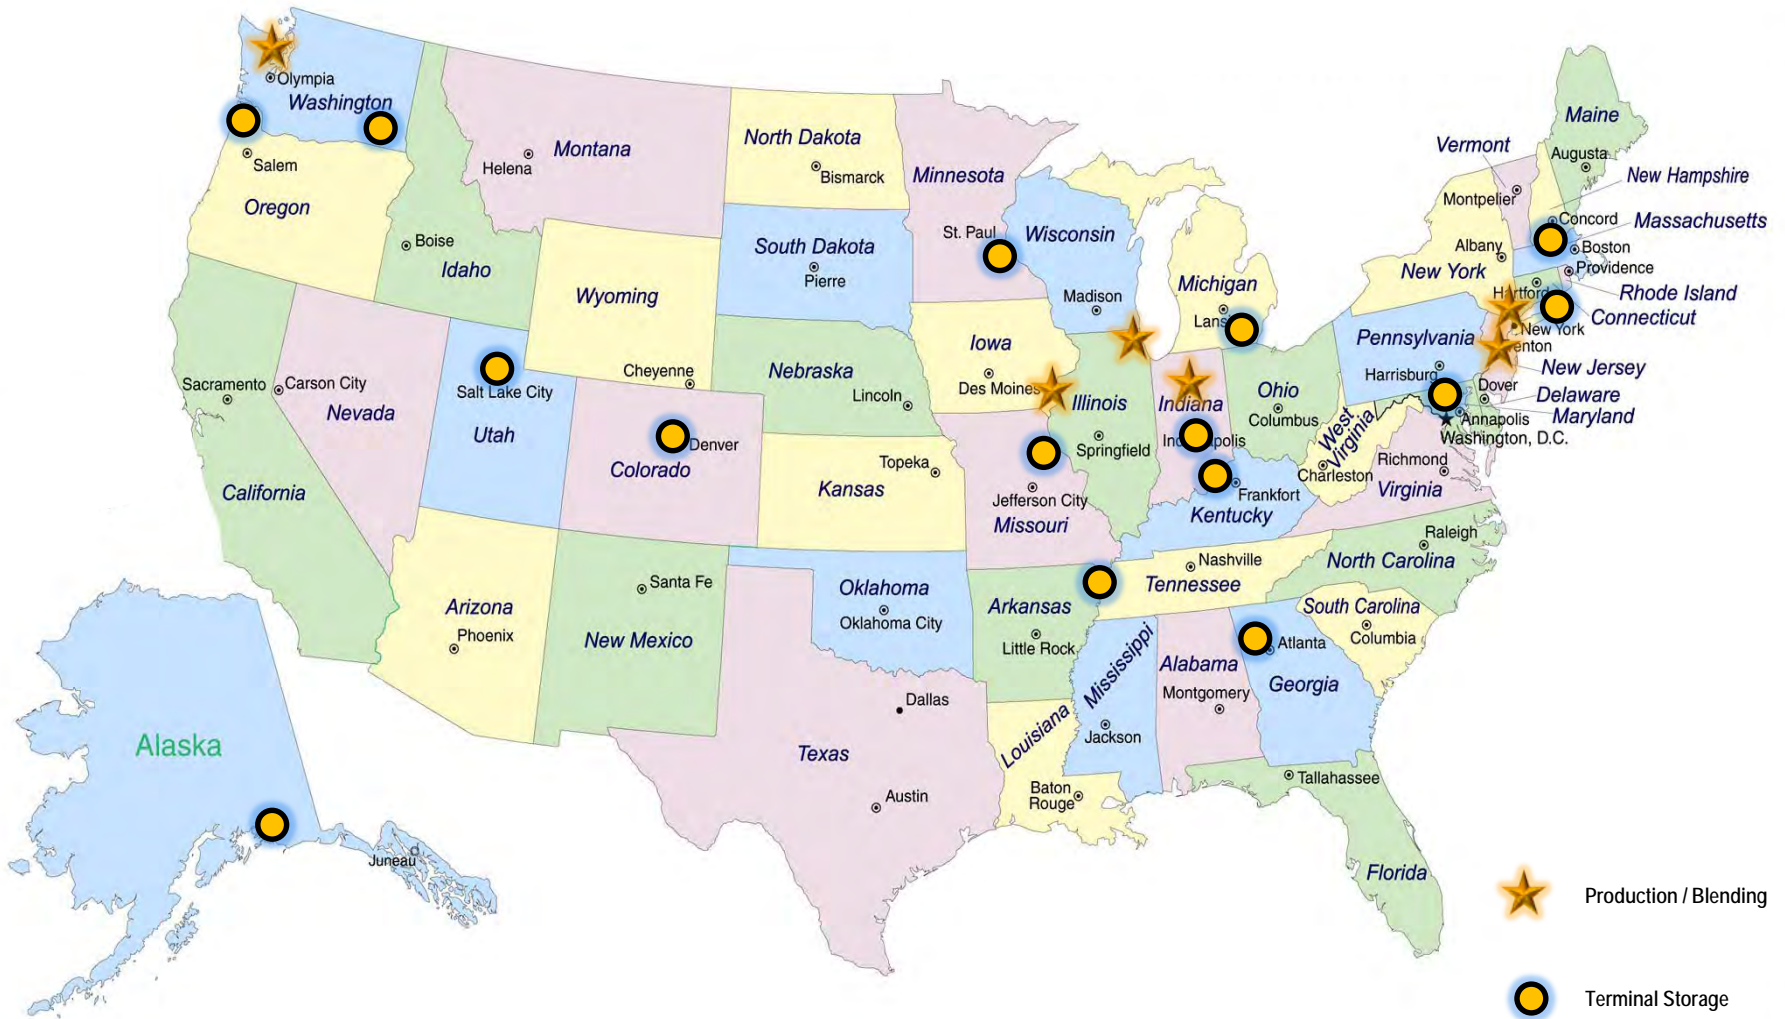 Olympia
Washington
Salem
Oregon
Helena
Montana
Boise
Idaho
North Dakota
Bismarck
South Dakota
Pierre
Minnesota
St. Paul
Wisconsin
Madison
Michigan
Wyoming
Cheyenne
Nebraska
Lincoln
Iowa
Des Moines
Illinois
Springfield
Indiana
Ohio
Columbus
Sacramento
Carson City
Nevada
California
Salt Lake City
Utah
Denver
Colorado
Topeka
Kansas
Jefferson City
Missouri
Frankfort
Kentucky
West
Virginia
Charleston
Richmond
Virginia
Maine
Augusta
Vermont
Montpelier
New Hampshire
Concord
Massachusetts
Boston
Albany
New York
Providence
Rhode Island
Hartford
Connecticut
New York
Pennsylvania
Harrisburg
New Jersey
Dover
Delaware
Maryland
Annapolis
Washington, D.C.
Raleigh
North Carolina
Nashville
Tennessee
South Carolina
Columbia
Arizona
Phoenix
Santa Fe
New Mexico
Oklahoma
Oklahoma City
Arkansas
Little Rock
Mississippi
Jackson
Alabama
Montgomery
Atlanta
Georgia
Dallas
Texas
Austin
Louisiana
Baton
Rouge
Tallahassee
Florida
Alaska
Juneau
Production / Blending
Terminal Storage